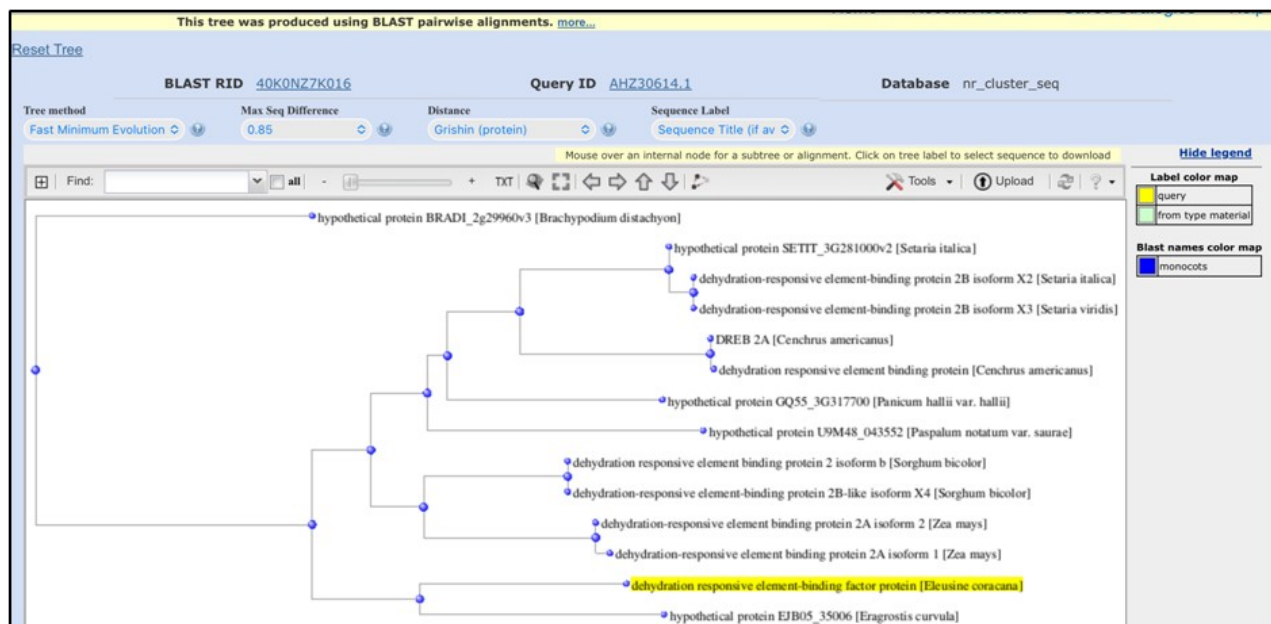 This tree was produced using BLAST pairwise alignments. more...
Reset Tree
BLAST RID 40K0NZ7K016 Query ID AHZ30614.1 Database nr_cluster_seq
Tree method Max Seq Difference Distance Sequence Label
Fast Minimum Evolution 0.85 Grishin (protein) Sequence Title (if av
Mouse over an internal node for a subtree or alignment. Click on tree label to select sequence to download Hide legend
Find: all - + TXT Tools Upload ?
Label color map
query
from type material
Blast names color map
monocots
hypothetical protein BRADI_2g29960v3 [Brachypodium distachyon]
hypothetical protein SETIT_3G281000v2 [Setaria italica]
dehydration-responsive element-binding protein 2B isoform X2 [Setaria italica]
dehydration-responsive element-binding protein 2B isoform X3 [Setaria viridis]
DREB 2A [Cenchrus americanus]
dehydration responsive element binding protein [Cenchrus americanus]
hypothetical protein GQ55_3G317700 [Panicum hallii var. hallii]
hypothetical protein U9M48_043552 [Paspalum notatum var. saurae]
dehydration responsive element binding protein 2 isoform b [Sorghum bicolor]
dehydration-responsive element-binding protein 2B-like isoform X4 [Sorghum bicolor]
dehydration-responsive element binding protein 2A isoform 2 [Zea mays]
dehydration-responsive element binding protein 2A isoform 1 [Zea mays]
dehydration responsive element-binding factor protein [Eleusine coracana]
hypothetical protein EJB05_35006 [Eragrostis curvula]